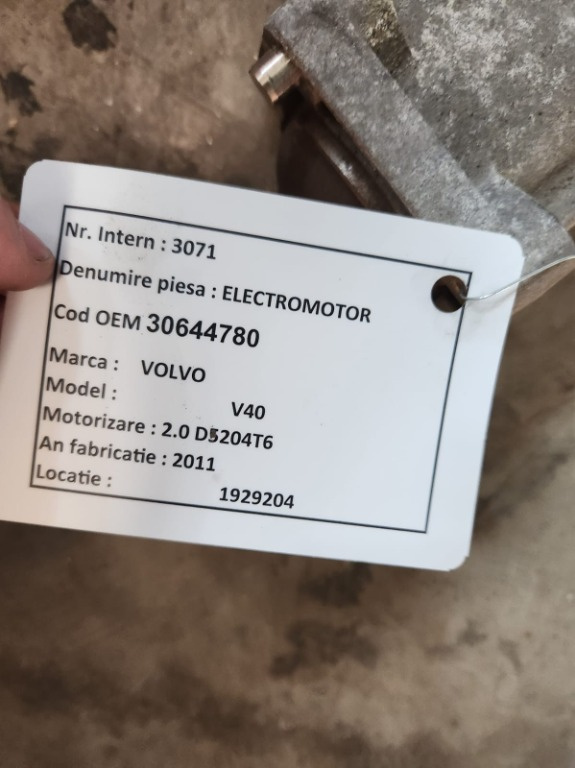 Nr. Intern : 3071
Denumire piesa : ELECTROMOTOR
Cod OEM 30644780
Marca : VOLVO
Model : V40
Motorizare : 2.0 D5204T6
An fabricatie : 2011
Locatie : 1929204